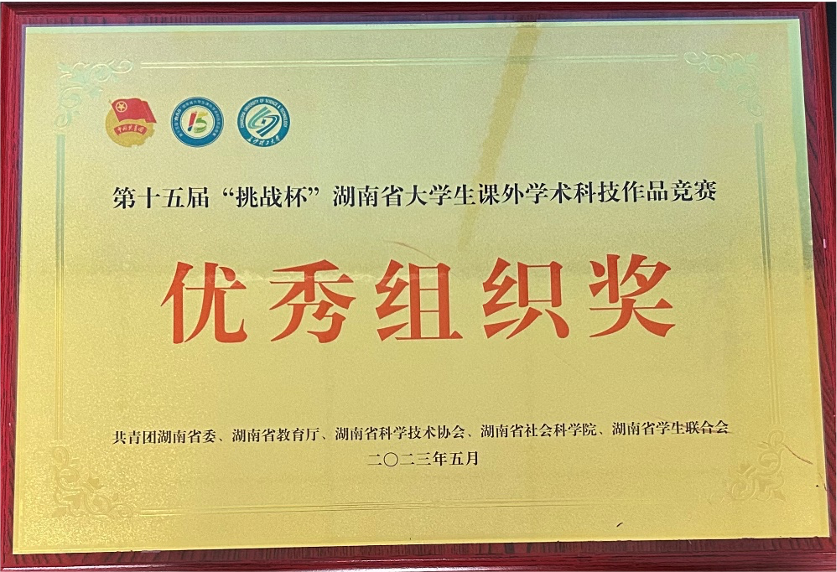 第十五届“挑战杯”湖南省大学生课外学术科技作品竞赛
优秀组织奖
共青团湖南省委、湖南省教育厅、湖南省科学技术协会、湖南省社会科学院、湖南省学生联合会
二〇二三年五月